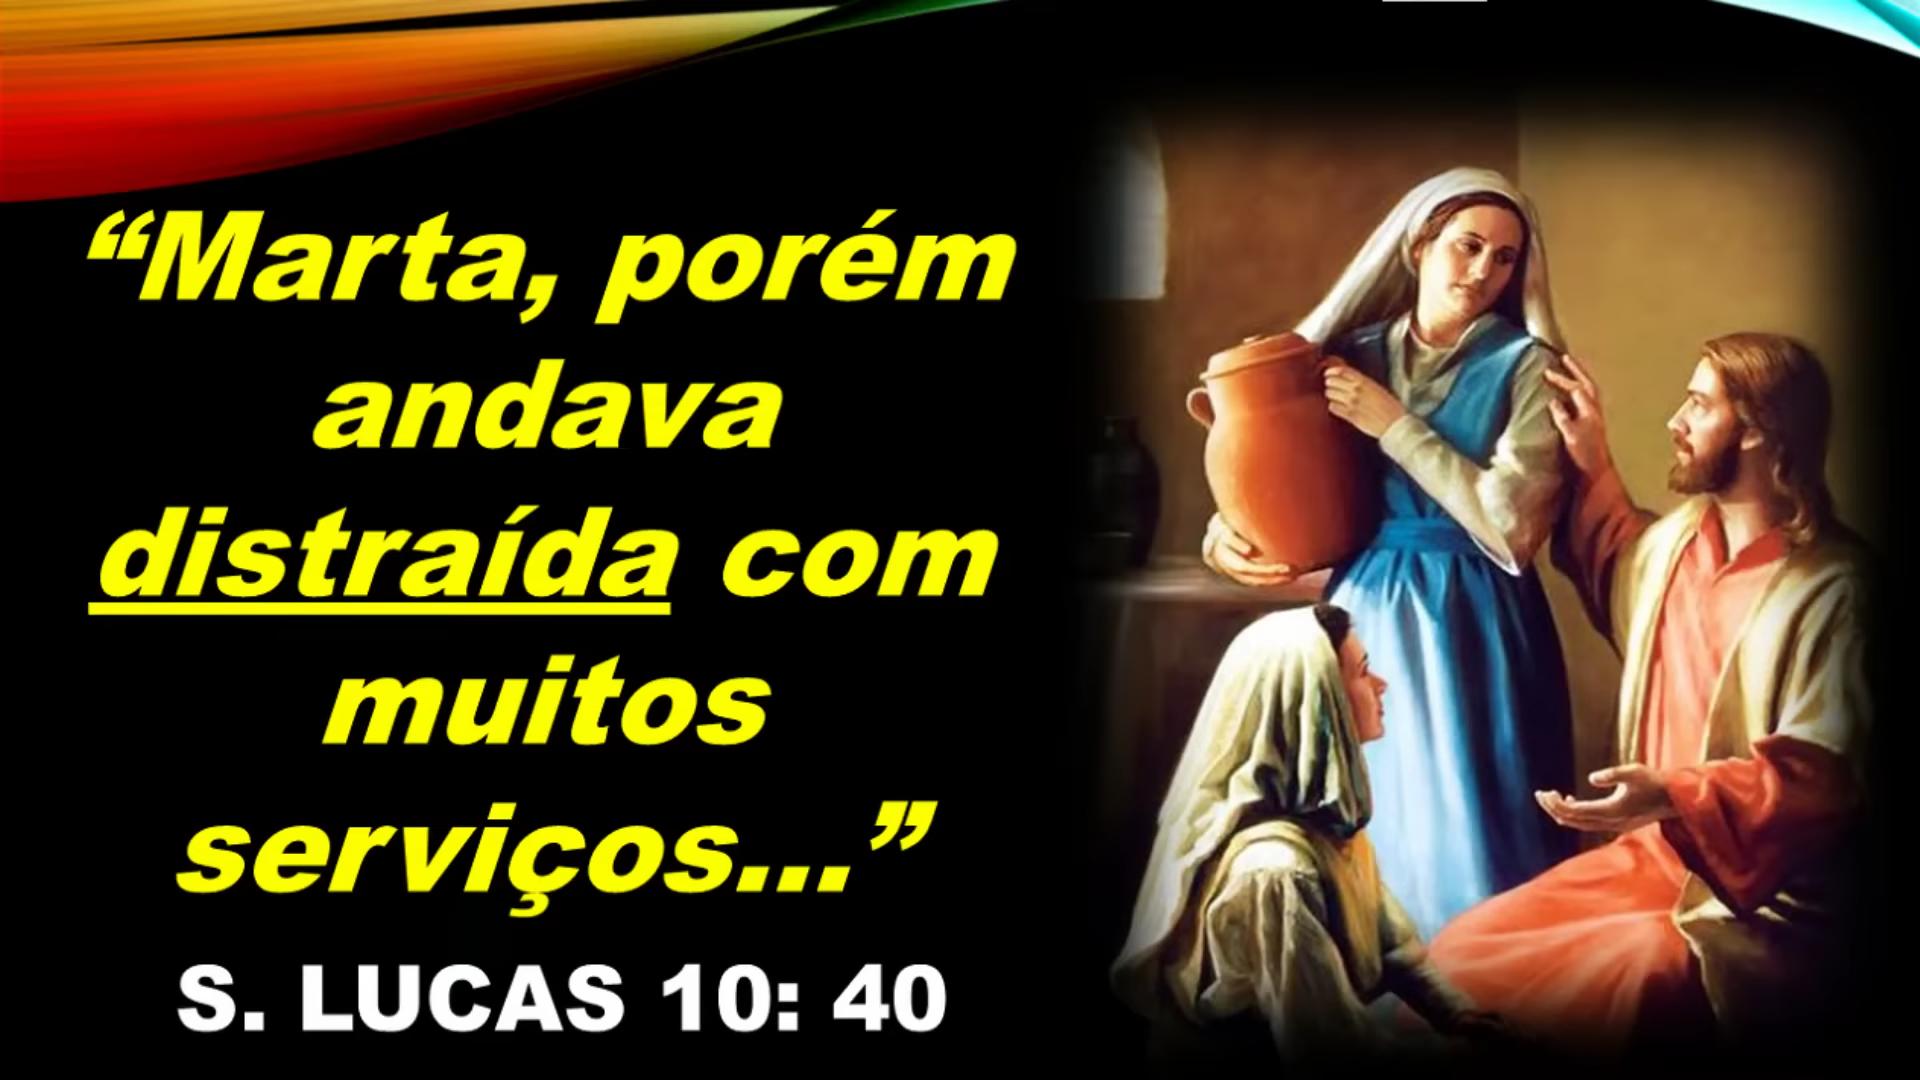 “Marta, porém
andava
distraída com
muitos
serviços...”
S. LUCAS 10: 40